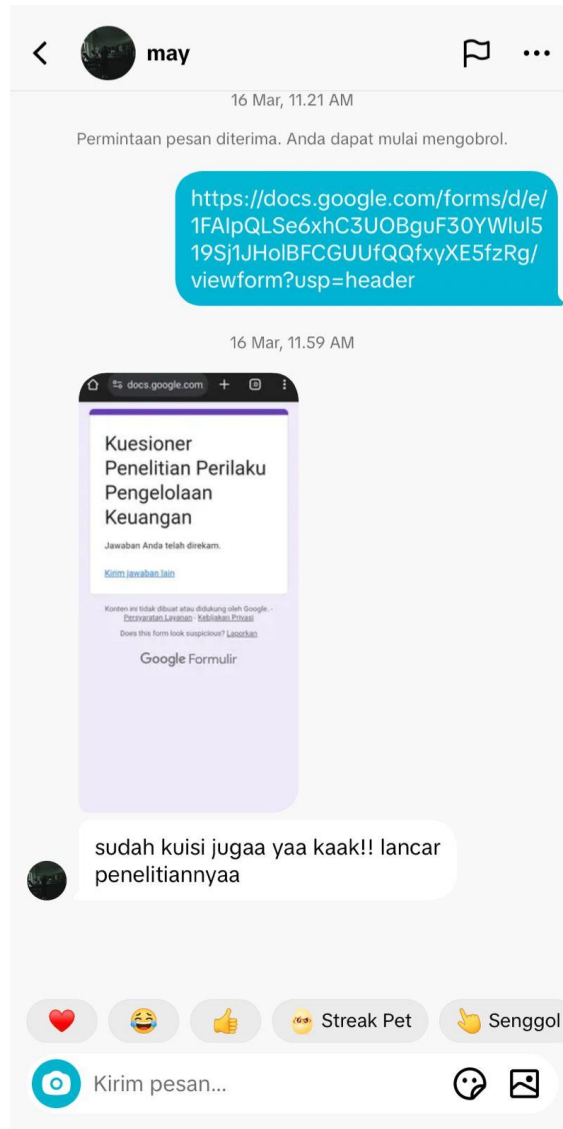 may
16 Mar, 11.21 AM
Permintaan pesan diterima. Anda dapat mulai mengobrol.
https://docs.google.com/forms/d/e/
1FAIpQLSe6xhC3UOBguF30YWlul5
19Sj1JHolBFCGUUfQQfxyXE5fzRg/
viewform?usp=header
16 Mar, 11.59 AM
docs.google.com
Kuesioner
Penelitian Perilaku
Pengelolaan
Keuangan
Jawaban Anda telah direkam.
Kirim jawaban lain
Konten ini tidak dibuat atau didukung oleh Google. -
Persyaratan Layanan - Kebijakan Privasi
Does this form look suspicious? Laporkan
Google Formulir
sudah kuisi jugaa yaa kaak!! lancar
penelitiannyaa
Streak Pet
Senggol
Kirim pesan...